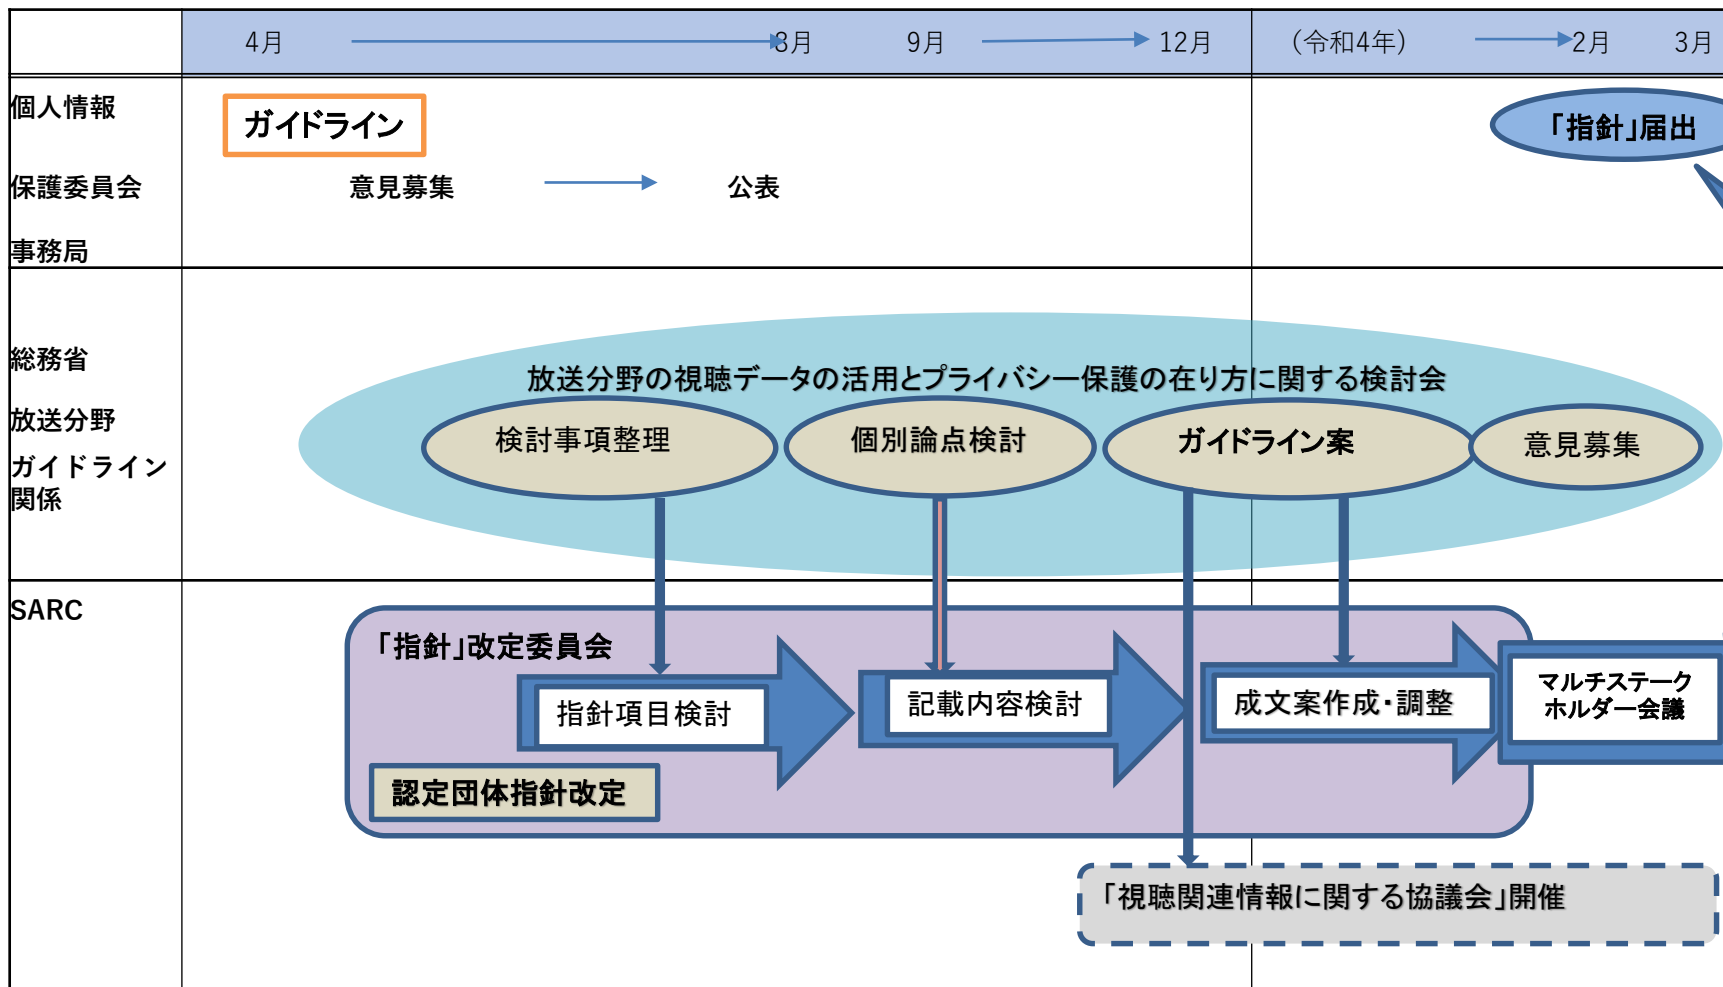 4月
8月
9月
12月
(令和4年)
2月
3月
個人情報
保護委員会
事務局
ガイドライン
意見募集
公表
「指針」届出
総務省
放送分野
ガイドライン
関係
放送分野の視聴データの活用とプライバシー保護の在り方に関する検討会
検討事項整理
個別論点検討
ガイドライン案
意見募集
SARC
「指針」改定委員会
指針項目検討
記載内容検討
成文案作成・調整
マルチステーク
ホルダー会議
認定団体指針改定
「視聴関連情報に関する協議会」開催